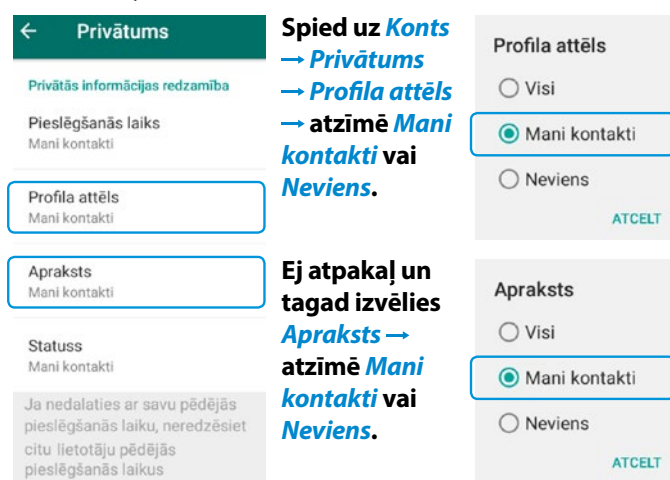 ← Privātums
Privātās informācijas redzamība
Pieslēgšanās laiks
Mani kontakti
Profila attēls
Mani kontakti
Apraksts
Mani kontakti
Statuss
Mani kontakti
Ja nedalaties ar savu pēdējās
pieslēgšanās laiku, neredzēsiet
citu lietotāju pēdējās
pieslēgšanās laikus
Spied uz Konts
→ Privātums
→ Profila attēls
→ atzīmē Mani
kontakti vai
Neviens.
Profila attēls
Visi
Mani kontakti
Neviens
ATCELT
Ej atpakaļ un
tagad izvēlies
Apraksts →
atzīmē Mani
kontakti vai
Neviens.
Apraksts
Visi
Mani kontakti
Neviens
ATCELT